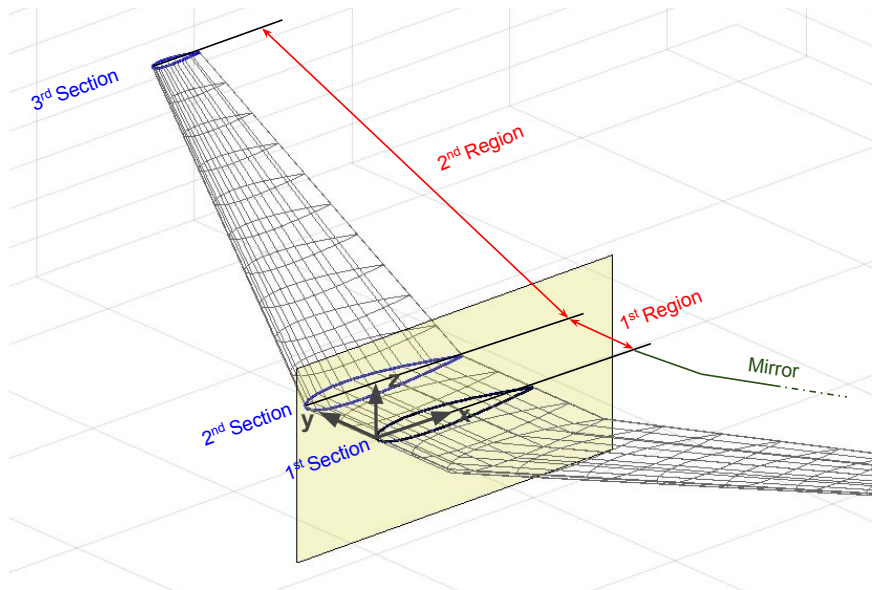 3rd Section
2nd Region
1st Region
Mirror
z
x
y
2nd Section
1st Section